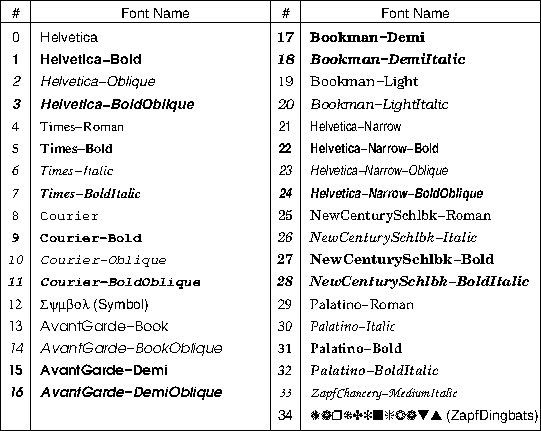 # Font Name
0 Helvetica
1 Helvetica–Bold
2 Helvetica–Oblique
3 Helvetica–BoldOblique
4 Times–Roman
5 Times–Bold
6 Times–Italic
7 Times–BoldItalic
8 Courier
9 Courier–Bold
10 Courier–Oblique
11 Courier–BoldOblique
12 Σψμβολ (Symbol)
13 AvantGarde–Book
14 AvantGarde–BookOblique
15 AvantGarde–Demi
16 AvantGarde–DemiOblique
# Font Name
17 Bookman–Demi
18 Bookman–DemiItalic
19 Bookman–Light
20 Bookman–LightItalic
21 Helvetica–Narrow
22 Helvetica–Narrow–Bold
23 Helvetica–Narrow–Oblique
24 Helvetica–Narrow–BoldOblique
25 NewCenturySchlbk–Roman
26 NewCenturySchlbk–Italic
27 NewCenturySchlbk–Bold
28 NewCenturySchlbk–BoldItalic
29 Palatino–Roman
30 Palatino–Italic
31 Palatino–Bold
32 Palatino–BoldItalic
33 ZapfChancery–MediumItalic
34 ✺❁❐❆✤❉■❇❂❁▼▲ (ZapfDingbats)